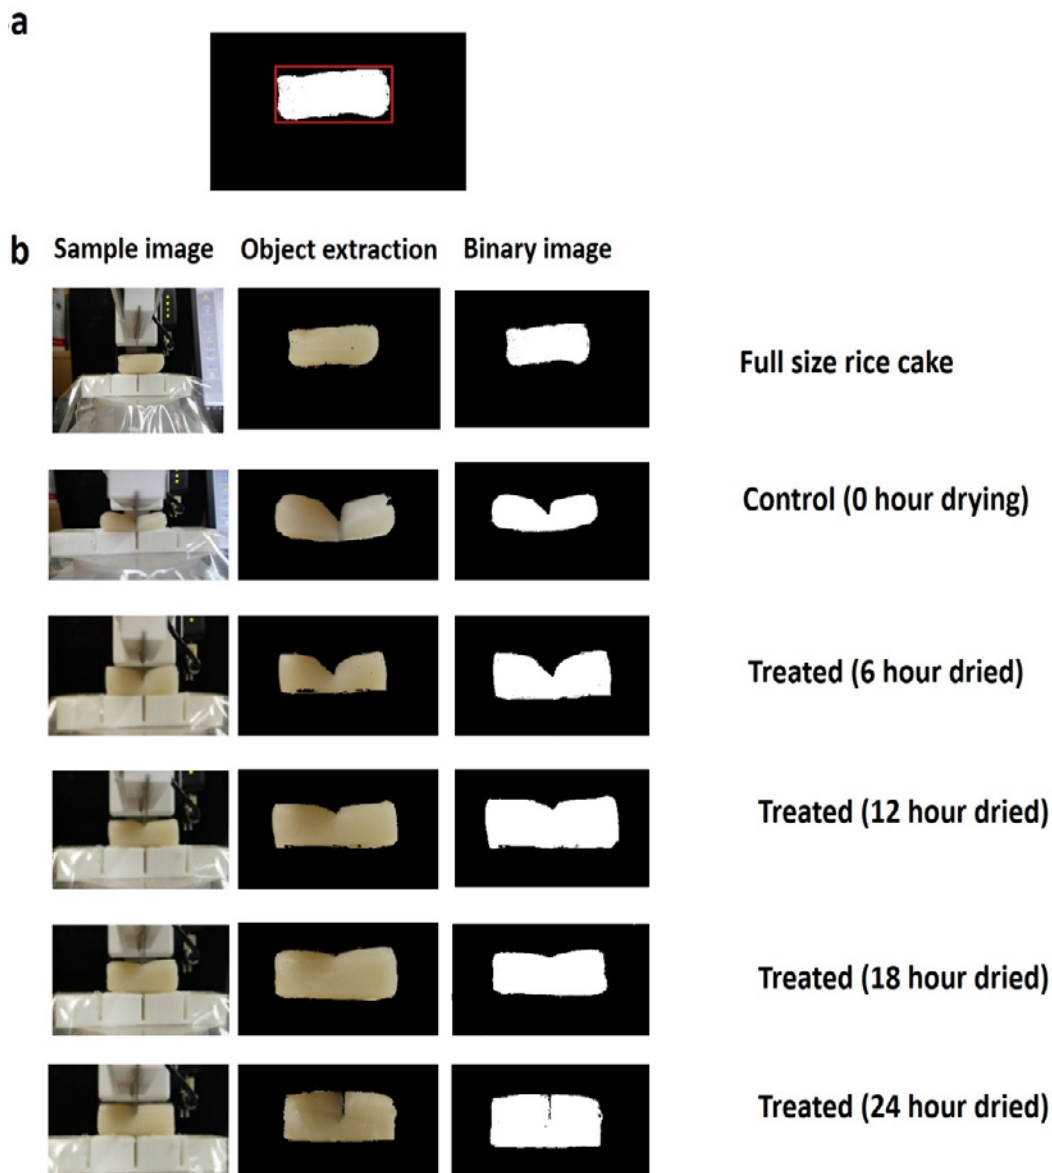 a
b Sample image Object extraction Binary image
Full size rice cake
Control (0 hour drying)
Treated (6 hour dried)
Treated (12 hour dried)
Treated (18 hour dried)
Treated (24 hour dried)